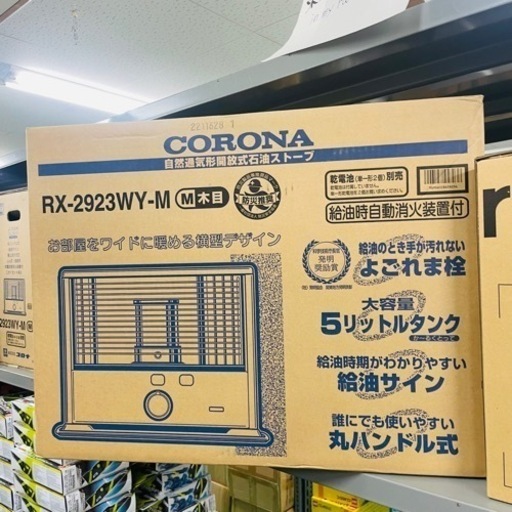 22 1628 1
CORONA
自然通気形開放式石油ストーブ
RX-2923WY-M M木目
防災推奨
乾電池(単一形2個)別売
給油時自動消火装置付
お部屋をワイドに暖める横型デザイン
発明
奨励賞
給油のとき手が汚れない
よごれま栓
大容量
5リットルタンク
給油時期がわかりやすい
給油サイン
誰にでも使いやすい
丸ハンドル式
2923WY-M